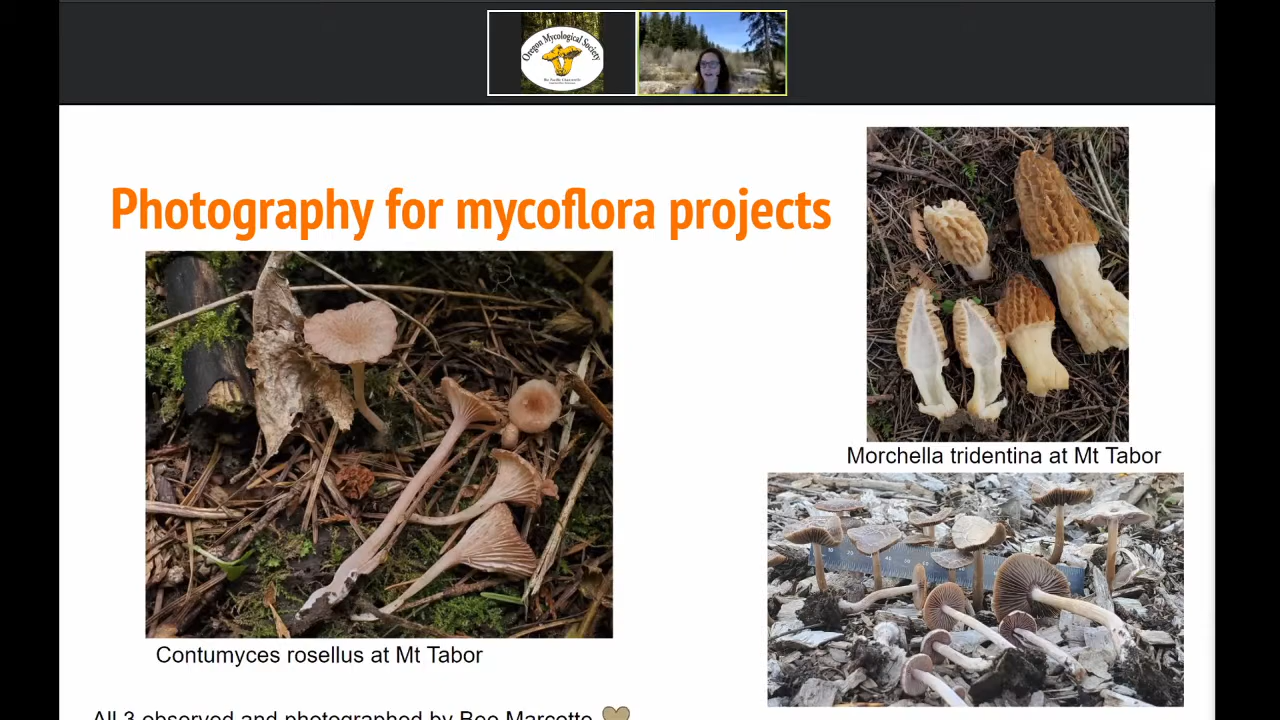 Oregon Mycological Society
Photography for mycoflora projects
Morchella tridentina at Mt Tabor
Contumyces rosellus at Mt Tabor
All 3 observed and photographed by Bee Marcotte